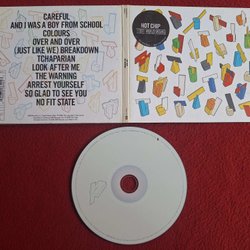 CAREFUL
AND I WAS A BOY FROM SCHOOL
COLOURS
OVER AND OVER
(JUST LIKE WE) BREAKDOWN
TCHAPARIAN
LOOK AFTER ME
THE WARNING
ARREST YOURSELF
SO GLAD TO SEE YOU
NO FIT STATE
HOT CHIP
THE WARNING